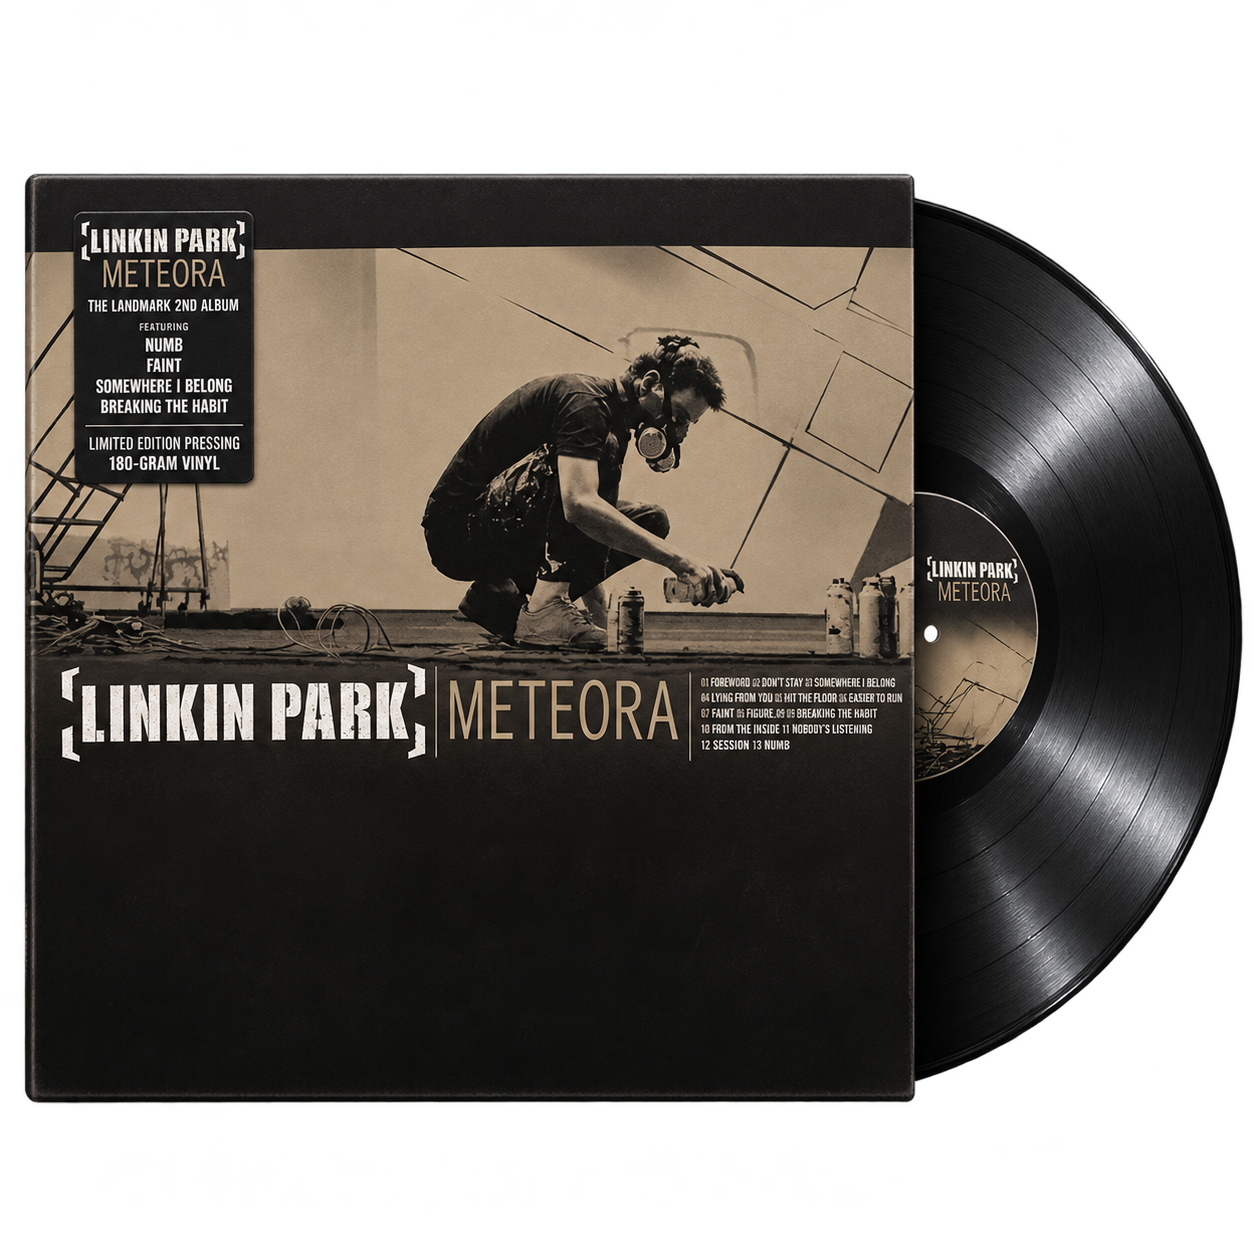 [LINKIN PARK]
METEORA
THE LANDMARK 2ND ALBUM
FEATURING
NUMB
FAINT
SOMEWHERE I BELONG
BREAKING THE HABIT
LIMITED EDITION PRESSING
180-GRAM VINYL
[LINKIN PARK]
METEORA
01 FOREWORD 02 DON'T STAY 03 SOMEWHERE I BELONG
04 LYING FROM YOU 05 HIT THE FLOOR 06 EASIER TO RUN
07 FAINT 08 FIGURE.09 09 BREAKING THE HABIT
10 FROM THE INSIDE 11 NOBODY'S LISTENING
12 SESSION 13 NUMB
[LINKIN PARK]
METEORA